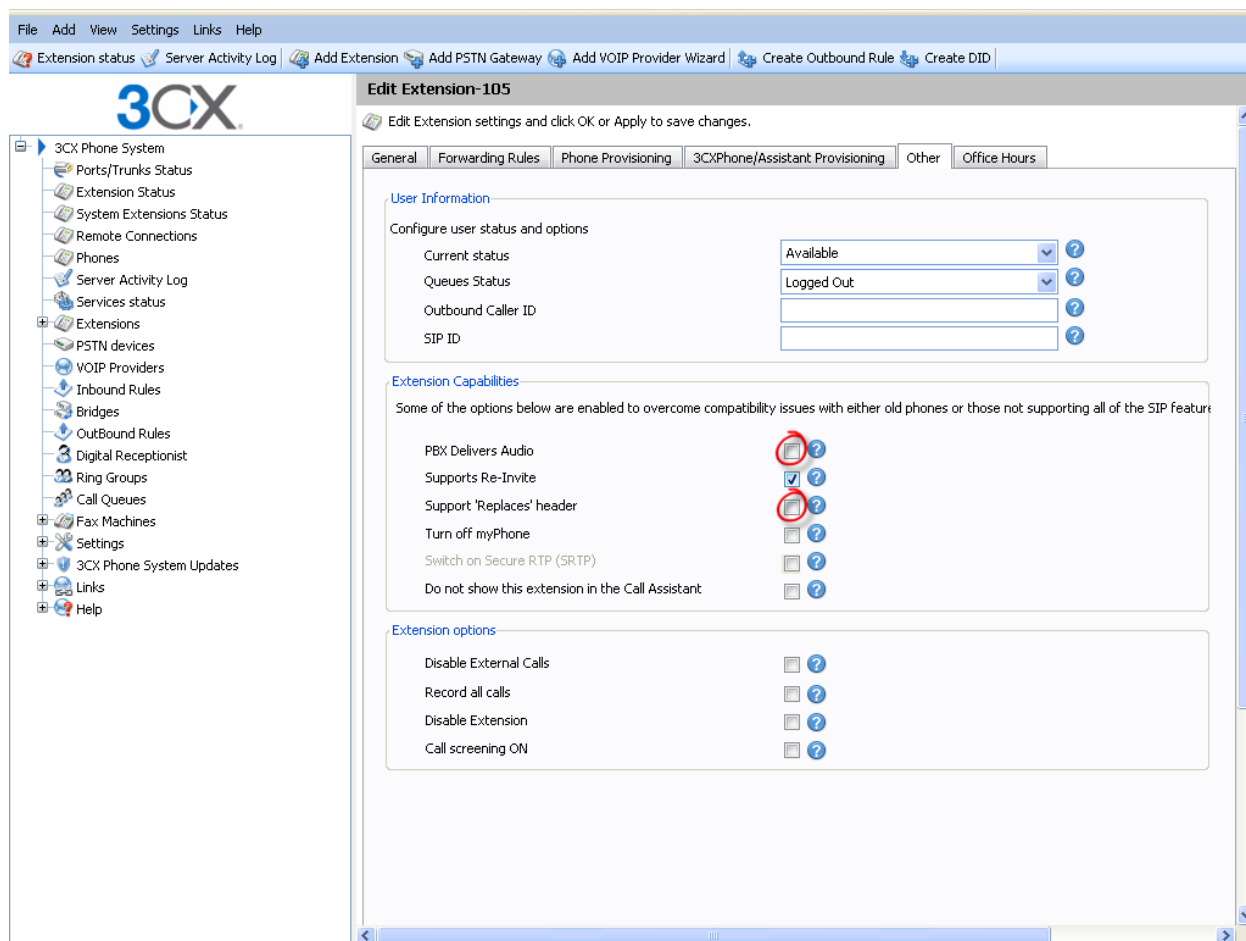 File Add View Settings Links Help
Extension status Server Activity Log Add Extension Add PSTN Gateway Add VOIP Provider Wizard Create Outbound Rule Create DID
3CX
3CX Phone System
Ports/Trunks Status
Extension Status
System Extensions Status
Remote Connections
Phones
Server Activity Log
Services status
Extensions
PSTN devices
VOIP Providers
Inbound Rules
Bridges
OutBound Rules
Digital Receptionist
Ring Groups
Call Queues
Fax Machines
Settings
3CX Phone System Updates
Links
Help
Edit Extension-105
Edit Extension settings and click OK or Apply to save changes.
General Forwarding Rules Phone Provisioning 3CXPhone/Assistant Provisioning Other Office Hours
User Information
Configure user status and options
Current status Available
Queues Status Logged Out
Outbound Caller ID
SIP ID
Extension Capabilities
Some of the options below are enabled to overcome compatibility issues with either old phones or those not supporting all of the SIP feature
PBX Delivers Audio
Supports Re-Invite
Support 'Replaces' header
Turn off myPhone
Switch on Secure RTP (SRTP)
Do not show this extension in the Call Assistant
Extension options
Disable External Calls
Record all calls
Disable Extension
Call screening ON